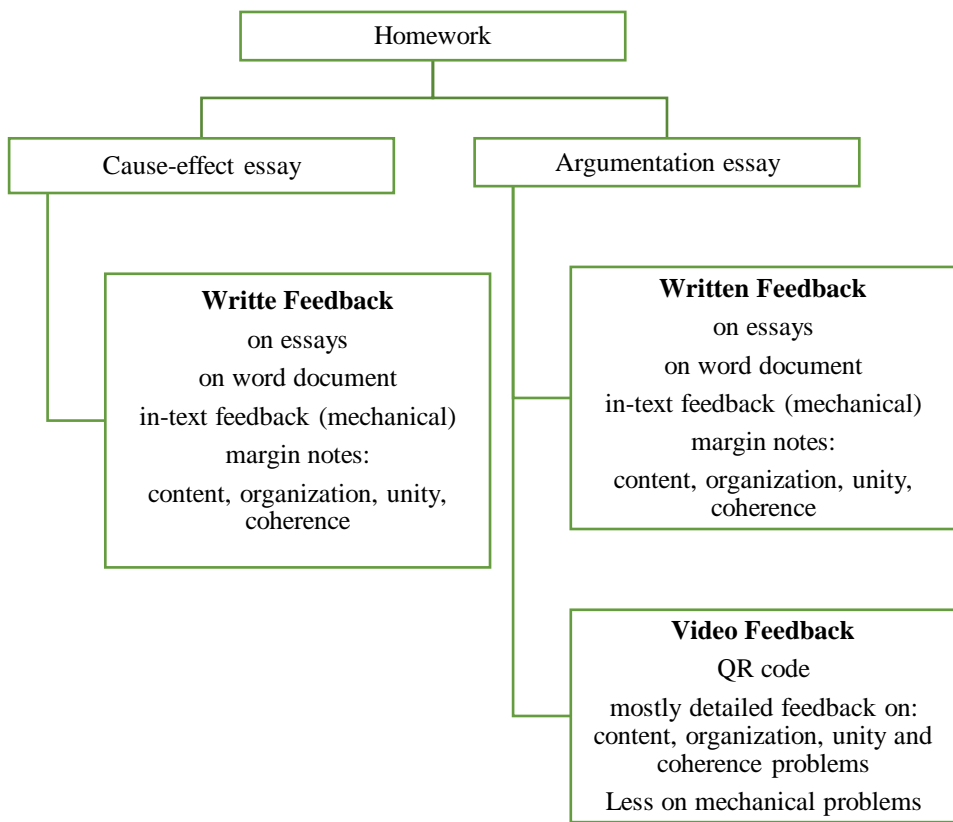 Homework
Cause-effect essay
Argumentation essay
Writte Feedback
on essays
on word document
in-text feedback (mechanical)
margin notes:
content, organization, unity,
coherence
Written Feedback
on essays
on word document
in-text feedback (mechanical)
margin notes:
content, organization, unity,
coherence
Video Feedback
QR code
mostly detailed feedback on:
content, organization, unity and
coherence problems
Less on mechanical problems